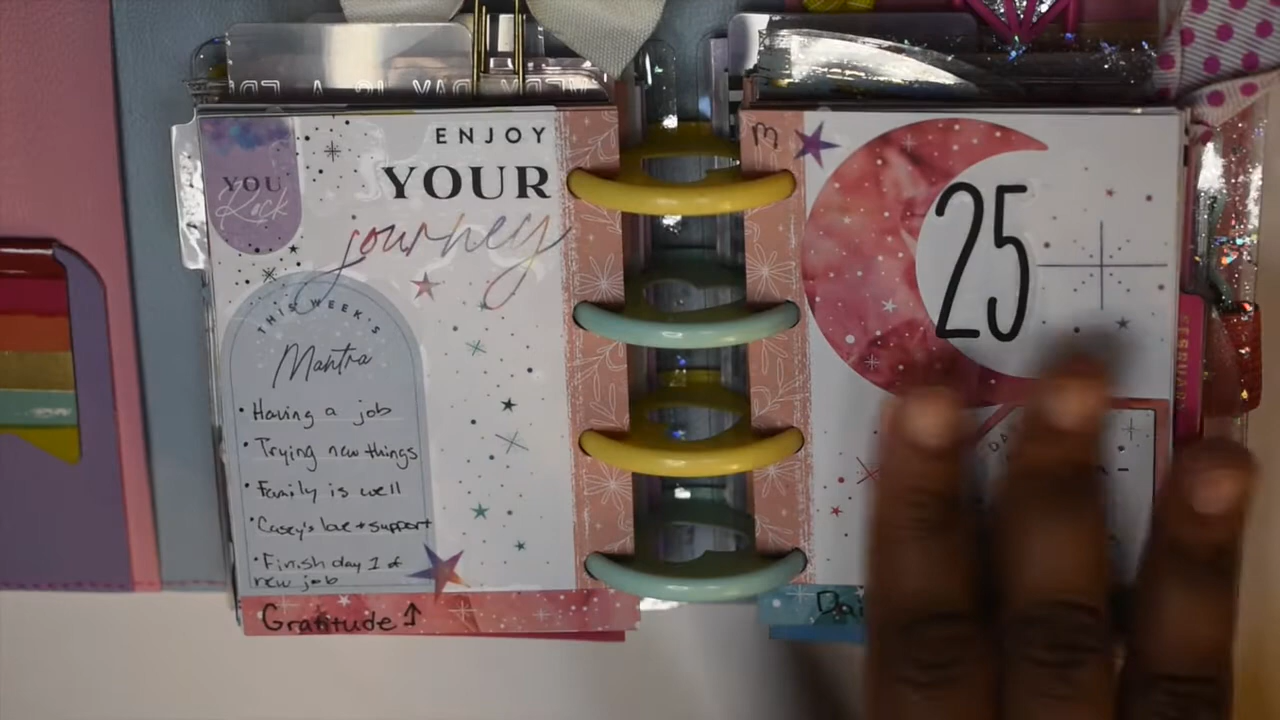 ENJOY
YOUR
journey
YOU
Rock
THIS WEEK'S
Mantra
• Having a job
• Trying new things
• Family is well
• Casey's love + support
• Finish day 1 of
new job
Gratitude ↑
M
25
FEBRUARY